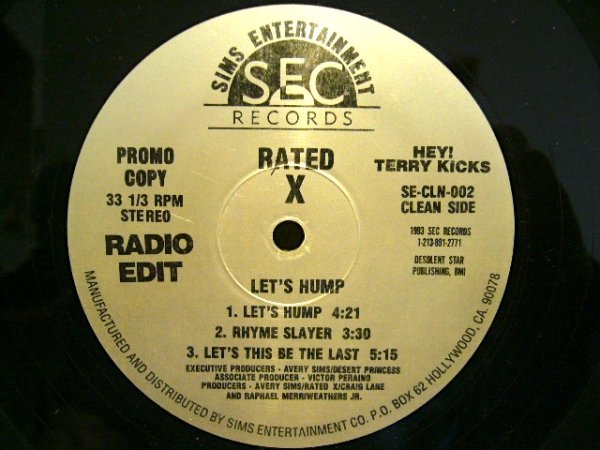 SIMS ENTERTAINMENT
SEC
RECORDS
PROMO
COPY
33 1/3 RPM
STEREO
RADIO
EDIT
RATED
X
HEY!
TERRY KiCKS
SE-CLN-002
CLEAN SIDE
1993 SEC RECORDS
1-213-991-2771
DESOLENT STAR
PUBLISHING, BMI
LET'S HUMP
1. LET'S HUMP 4:21
2. RHYME SLAYER 3:30
3. LET'S THIS BE THE LAST 5:15
EXECUTIVE PRODUCERS - AVERY SIMS/DESERT PRINCESS
ASSOCIATE PRODUCER - VICTOR PERAINO
PRODUCERS - AVERY SIMS/RATED X/CRAIG LANE
AND RAPHAEL MERRIWEATHERS JR.
MANUFACTURED AND DISTRIBUTED BY SIMS ENTERTAINMENT CO. P.O. BOX 62 HOLLYWOOD, CA. 90078